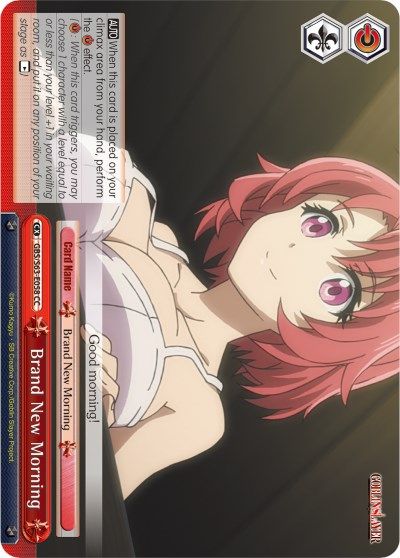 AUTO When this card is placed on your
climax area from your hand, perform
the effect.
( : When this card triggers, you may
choose 1 character with a level equal to
or less than your level +1 in your waiting
room, and put it on any position of your
stage as )
Good morning!
Card Name Brand New Morning
CX GBS/S63-E058 CC Brand New Morning
©Kumo Kagyu・SB Creative Corp./Goblin Slayer Project.
GOBLIN SLAYER